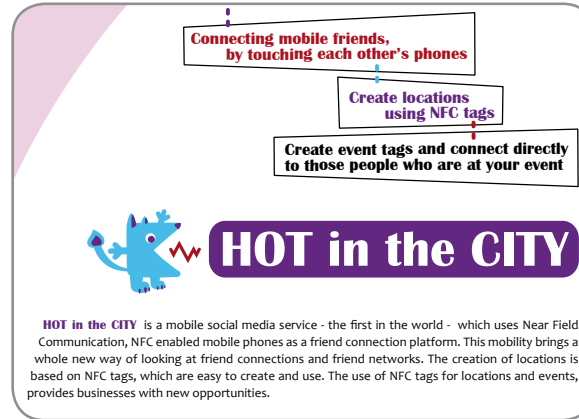 Connecting mobile friends,
by touching each other's phones
Create locations
using NFC tags
Create event tags and connect directly
to those people who are at your event
HOT in the CITY
HOT in the CITY is a mobile social media service - the first in the world - which uses Near Field
Communication, NFC enabled mobile phones as a friend connection platform. This mobility brings a
whole new way of looking at friend connections and friend networks. The creation of locations is
based on NFC tags, which are easy to create and use. The use of NFC tags for locations and events,
provides businesses with new opportunities.